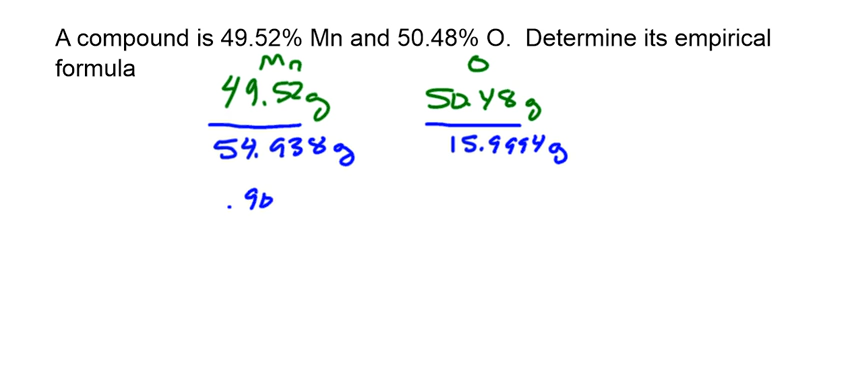 A compound is 49.52% Mn and 50.48% O. Determine its empirical
formula
Mn O
49.52g 50.48g
54.938g 15.9994g
.90